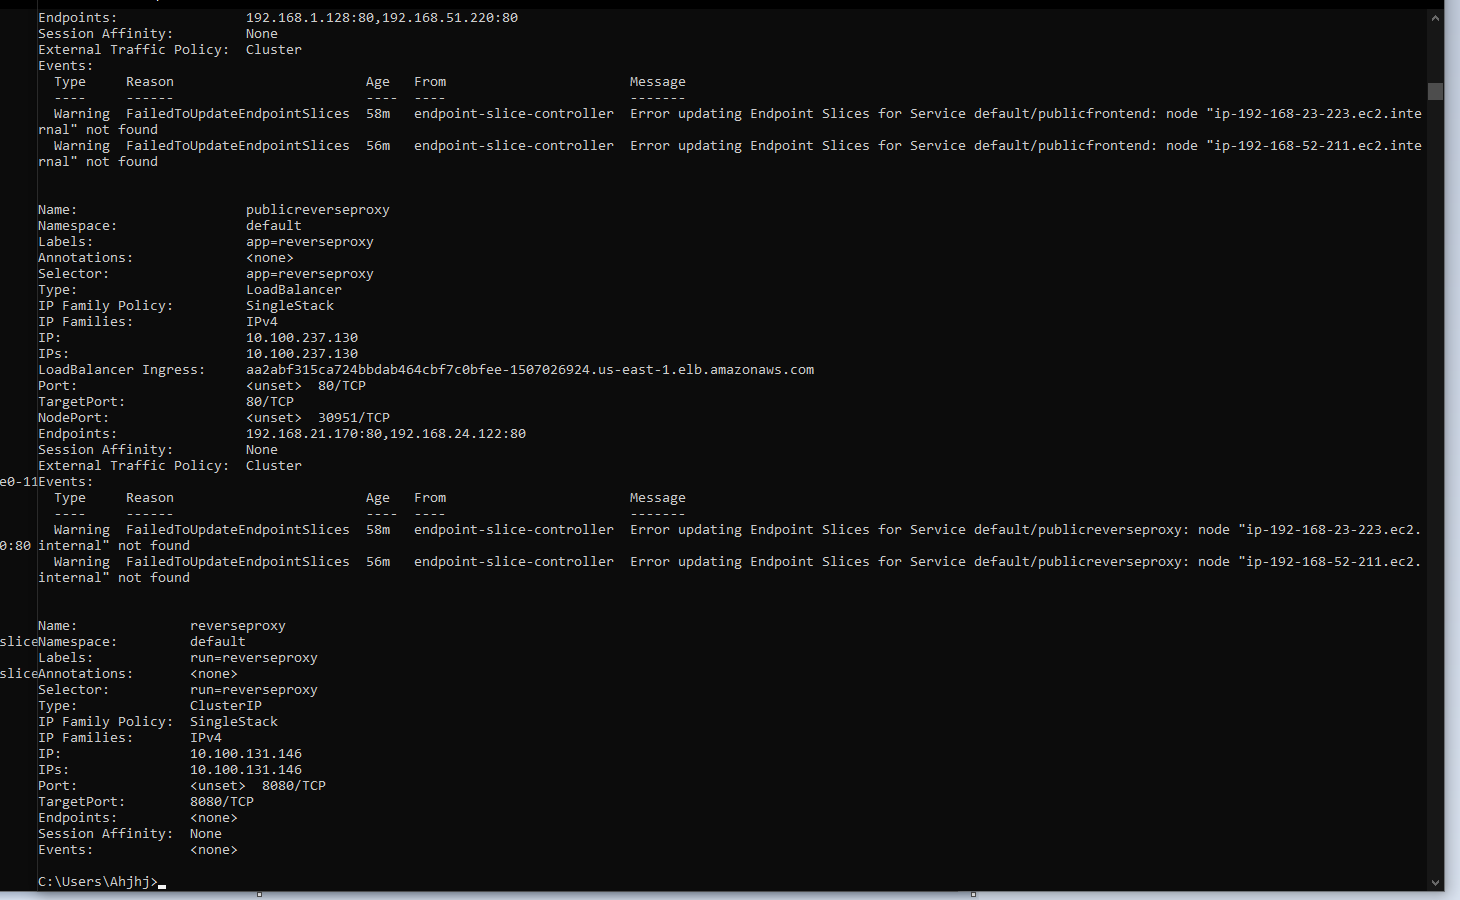 Endpoints:                192.168.1.128:80,192.168.51.220:80
Session Affinity:         None
External Traffic Policy:  Cluster
Events:
  Type     Reason                        Age   From                       Message
  ----     ------                        ----  ----                       -------
  Warning  FailedToUpdateEndpointSlices  58m   endpoint-slice-controller  Error updating Endpoint Slices for Service default/publicfrontend: node "ip-192-168-23-223.ec2.inte
rnal" not found
  Warning  FailedToUpdateEndpointSlices  56m   endpoint-slice-controller  Error updating Endpoint Slices for Service default/publicfrontend: node "ip-192-168-52-211.ec2.inte
rnal" not found
Name:                     publicreverseproxy
Namespace:                default
Labels:                   app=reverseproxy
Annotations:              <none>
Selector:                 app=reverseproxy
Type:                     LoadBalancer
IP Family Policy:         SingleStack
IP Families:              IPv4
IP:                       10.100.237.130
IPs:                      10.100.237.130
LoadBalancer Ingress:     aa2abf315ca724bbdab464cbf7c0bfee-1507026924.us-east-1.elb.amazonaws.com
Port:                     <unset>  80/TCP
TargetPort:               80/TCP
NodePort:                 <unset>  30951/TCP
Endpoints:                192.168.21.170:80,192.168.24.122:80
Session Affinity:         None
External Traffic Policy:  Cluster
e0-11Events:
  Type     Reason                        Age   From                       Message
  ----     ------                        ----  ----                       -------
  Warning  FailedToUpdateEndpointSlices  58m   endpoint-slice-controller  Error updating Endpoint Slices for Service default/publicreverseproxy: node "ip-192-168-23-223.ec2.
0:80 internal" not found
  Warning  FailedToUpdateEndpointSlices  56m   endpoint-slice-controller  Error updating Endpoint Slices for Service default/publicreverseproxy: node "ip-192-168-52-211.ec2.
internal" not found
Name:              reverseproxy
sliceNamespace:         default
Labels:            run=reverseproxy
sliceAnnotations:       <none>
Selector:          run=reverseproxy
Type:              ClusterIP
IP Family Policy:  SingleStack
IP Families:       IPv4
IP:                10.100.131.146
IPs:               10.100.131.146
Port:              <unset>  8080/TCP
TargetPort:        8080/TCP
Endpoints:         <none>
Session Affinity:  None
Events:            <none>
C:\Users\Ahjhj>